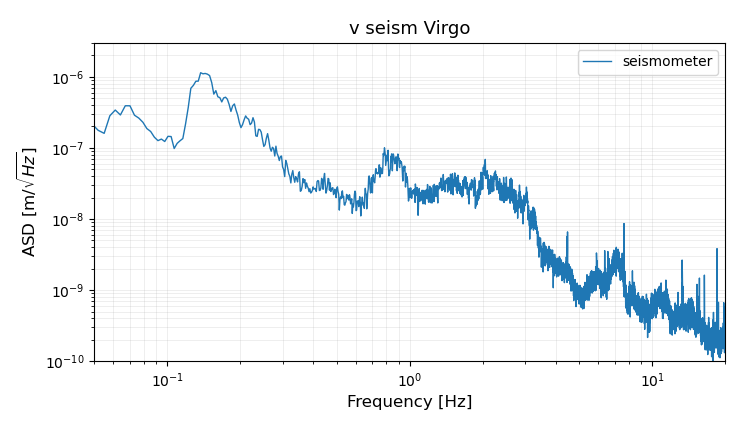 v seism Virgo
seismometer
ASD [m/√Hz]
10⁻⁶
10⁻⁷
10⁻⁸
10⁻⁹
10⁻¹⁰
10⁻¹
10⁰
10¹
Frequency [Hz]